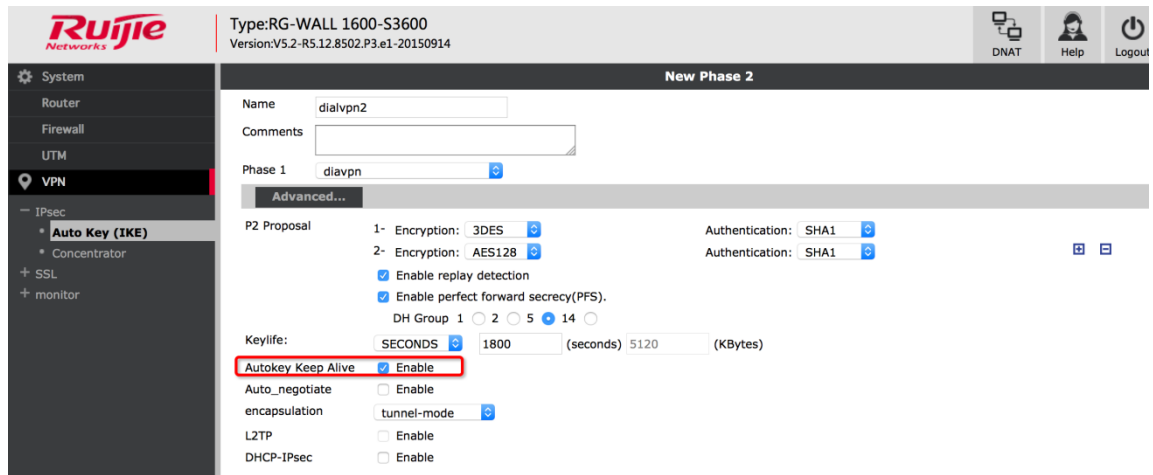 Ruijie
Networks
Type:RG-WALL 1600-S3600
Version:V5.2-R5.12.8502.P3.e1-20150914
DNAT
Help
Logout
System
Router
Firewall
UTM
VPN
IPsec
Auto Key (IKE)
Concentrator
SSL
monitor
New Phase 2
Name dialvpn2
Comments
Phase 1 diavpn
Advanced...
P2 Proposal 1- Encryption: 3DES Authentication: SHA1
2- Encryption: AES128 Authentication: SHA1
Enable replay detection
Enable perfect forward secrecy(PFS).
DH Group 1 2 5 14
Keylife: SECONDS 1800 (seconds) 5120 (KBytes)
Autokey Keep Alive Enable
Auto_negotiate Enable
encapsulation tunnel-mode
L2TP Enable
DHCP-IPsec Enable